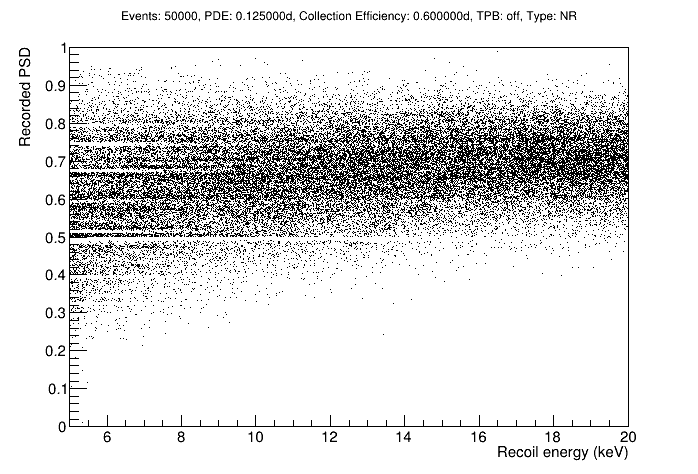 Events: 50000, PDE: 0.125000d, Collection Efficiency: 0.600000d, TPB: off, Type: NR
Recorded PSD
1
0.9
0.8
0.7
0.6
0.5
0.4
0.3
0.2
0.1
0
6 8 10 12 14 16 18 20
Recoil energy (keV)